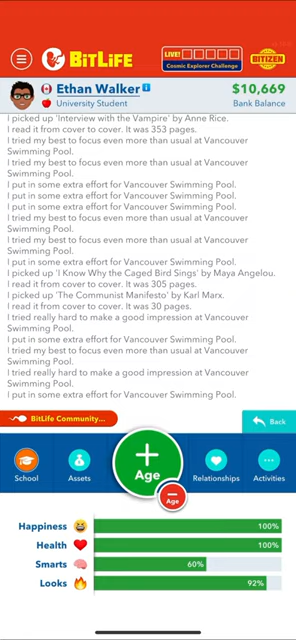 BitLife
LIVE!
Cosmic Explorer Challenge
BITIZEN
Ethan Walker
$10,669
University Student
Bank Balance
I picked up 'Interview with the Vampire' by Anne Rice.
I read it from cover to cover. It was 353 pages.
I tried my best to focus even more than usual at Vancouver
Swimming Pool.
I tried my best to focus even more than usual at Vancouver
Swimming Pool.
I put in some extra effort for Vancouver Swimming Pool.
I put in some extra effort for Vancouver Swimming Pool.
I put in some extra effort for Vancouver Swimming Pool.
I tried my best to focus even more than usual at Vancouver
Swimming Pool.
I tried my best to focus even more than usual at Vancouver
Swimming Pool.
I put in some extra effort for Vancouver Swimming Pool.
I picked up 'I Know Why the Caged Bird Sings' by Maya Angelou.
I read it from cover to cover. It was 305 pages.
I picked up 'The Communist Manifesto' by Karl Marx.
I read it from cover to cover. It was 30 pages.
I tried really hard to make a good impression at Vancouver
Swimming Pool.
I put in some extra effort for Vancouver Swimming Pool.
I tried my best to focus even more than usual at Vancouver
Swimming Pool.
I tried really hard to make a good impression at Vancouver
Swimming Pool.
I put in some extra effort for Vancouver Swimming Pool.
BitLife Community...
Back
School
Assets
+
Age
Age
Relationships
Activities
Happiness 100%
Health 100%
Smarts 60%
Looks 92%